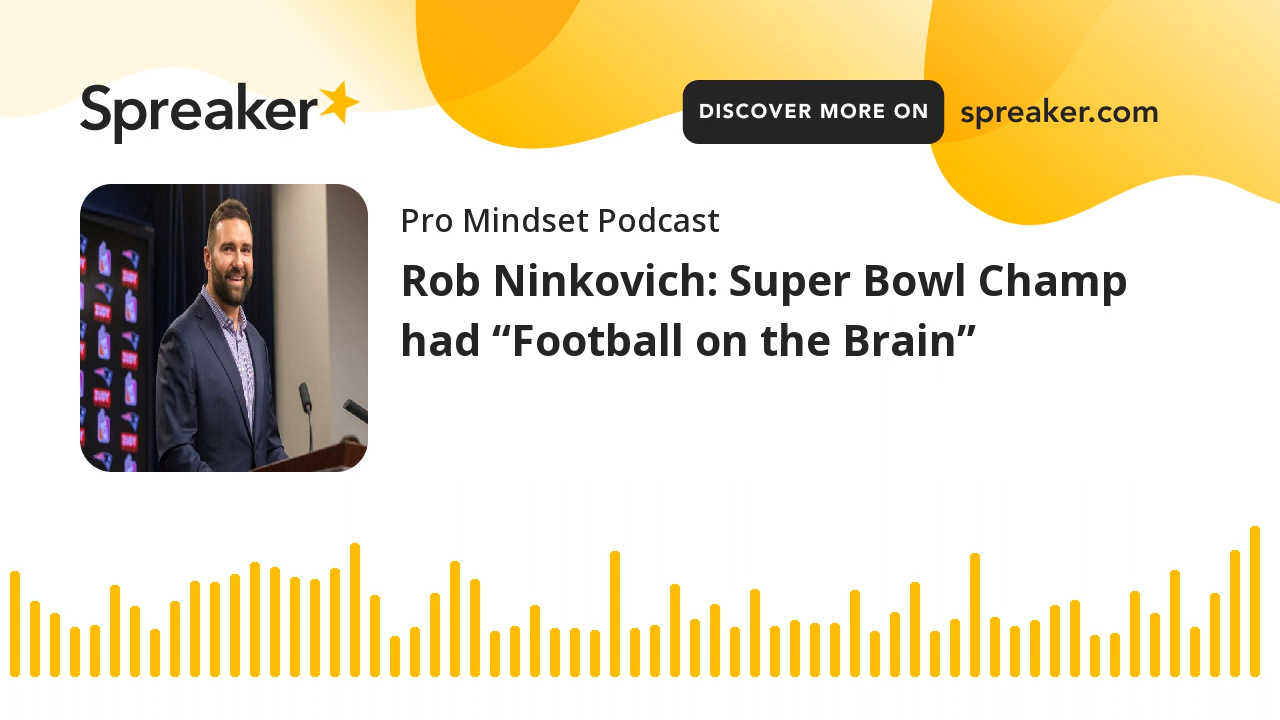 Spreaker
DISCOVER MORE ON spreaker.com
Pro Mindset Podcast
Rob Ninkovich: Super Bowl Champ
had “Football on the Brain”